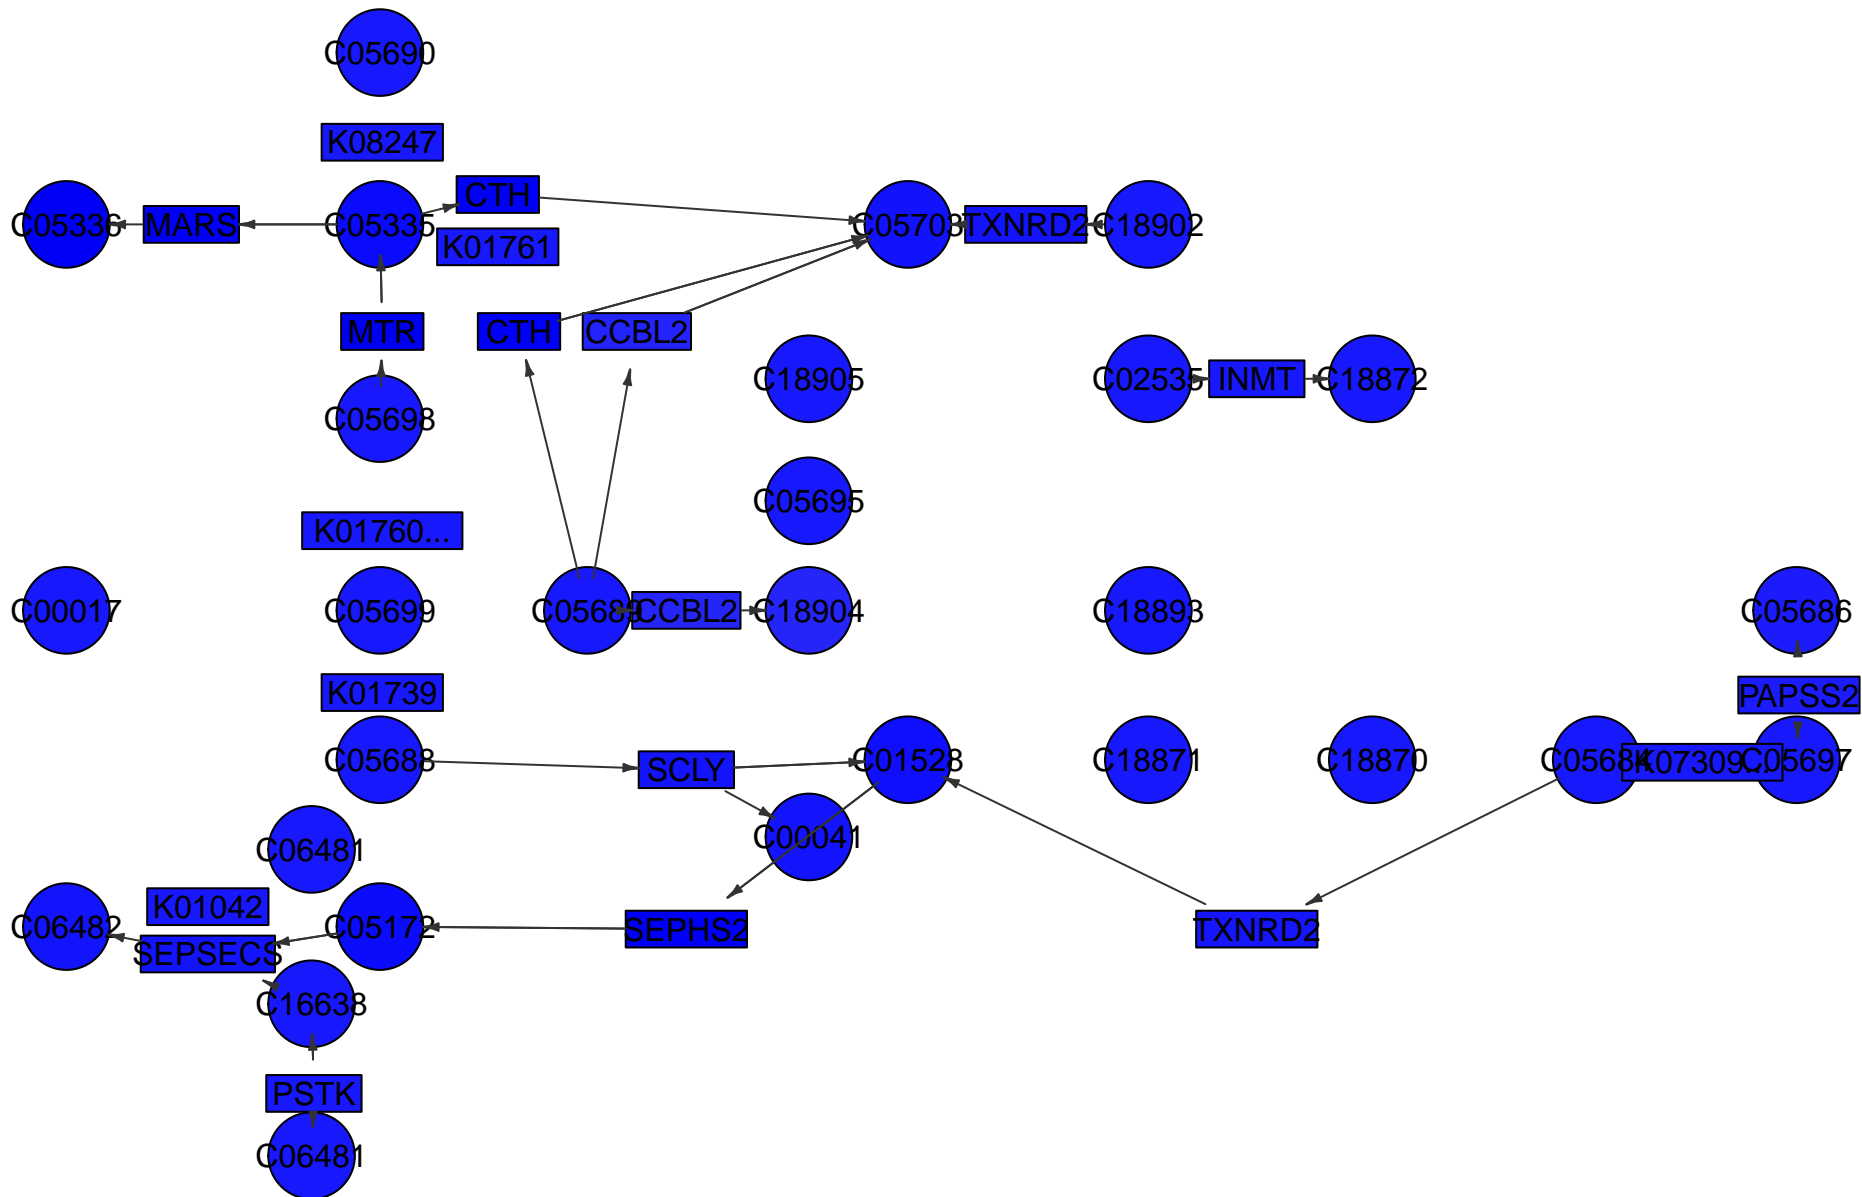 C05690
K08247
CTH
C05336
MARS
C05335
C05703
TXNRD2
C18902
K01761
MTR
CTH
CCBL2
C18905
C02535
INMT
C18872
C05698
C05695
K01760...
C00017
C05699
C05689
CCBL2
C18904
C18893
C05686
K01739
PAPSS2
C05688
SCLY
C01528
C18871
C18870
C05684
K07309...
C05697
C06481
C00041
K01042
C06482
C05172
SEPHS2
TXNRD2
SEPSECS
C16638
PSTK
C06481